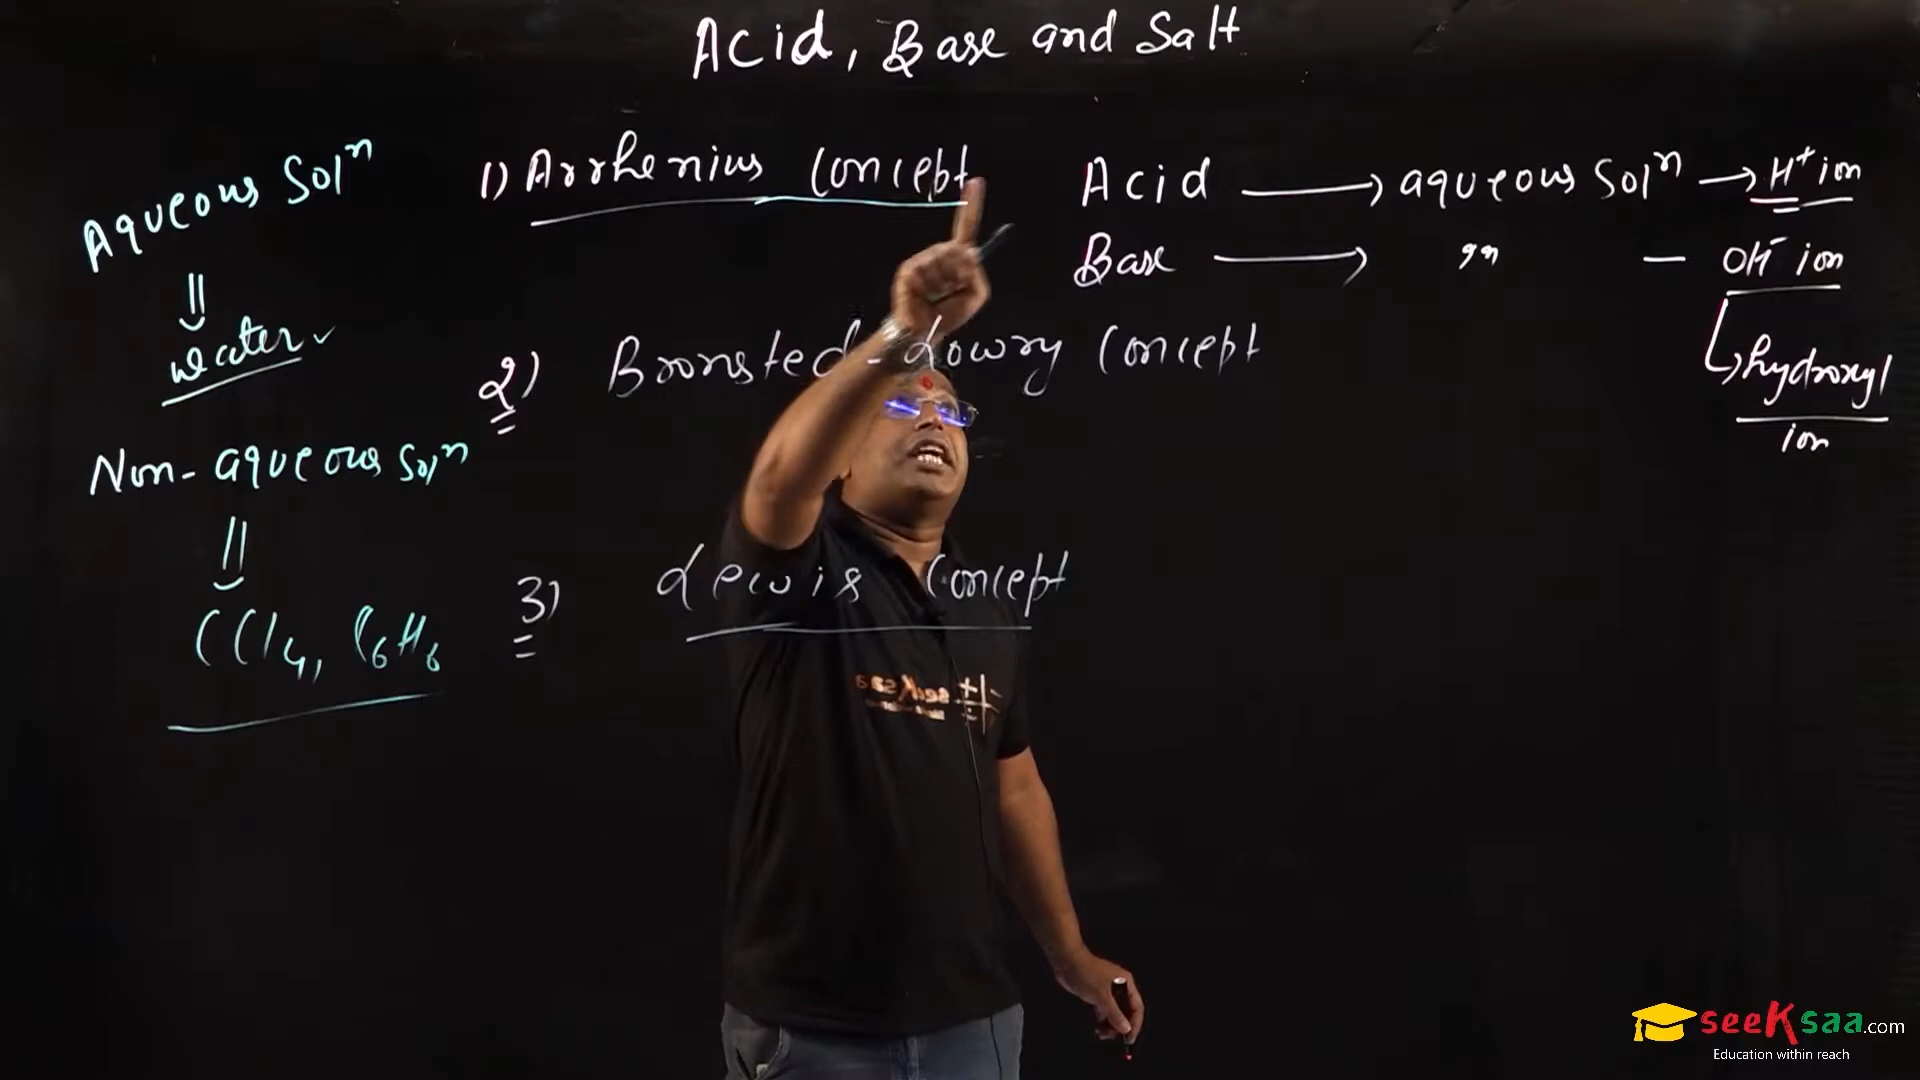 Acid, Base and Salt
Aqueous Solⁿ
water
Non-aqueous Solⁿ
CCl₄, C₆H₆
1) Arrhenius Concept
Acid → aqueous Solⁿ → H⁺ ion
Base → 〃 — OH⁻ ion
hydroxyl
ion
2) Bronsted-Lowry Concept
3) Lewis Concept
seeKsaa
seeKsaa.com
Education within reach